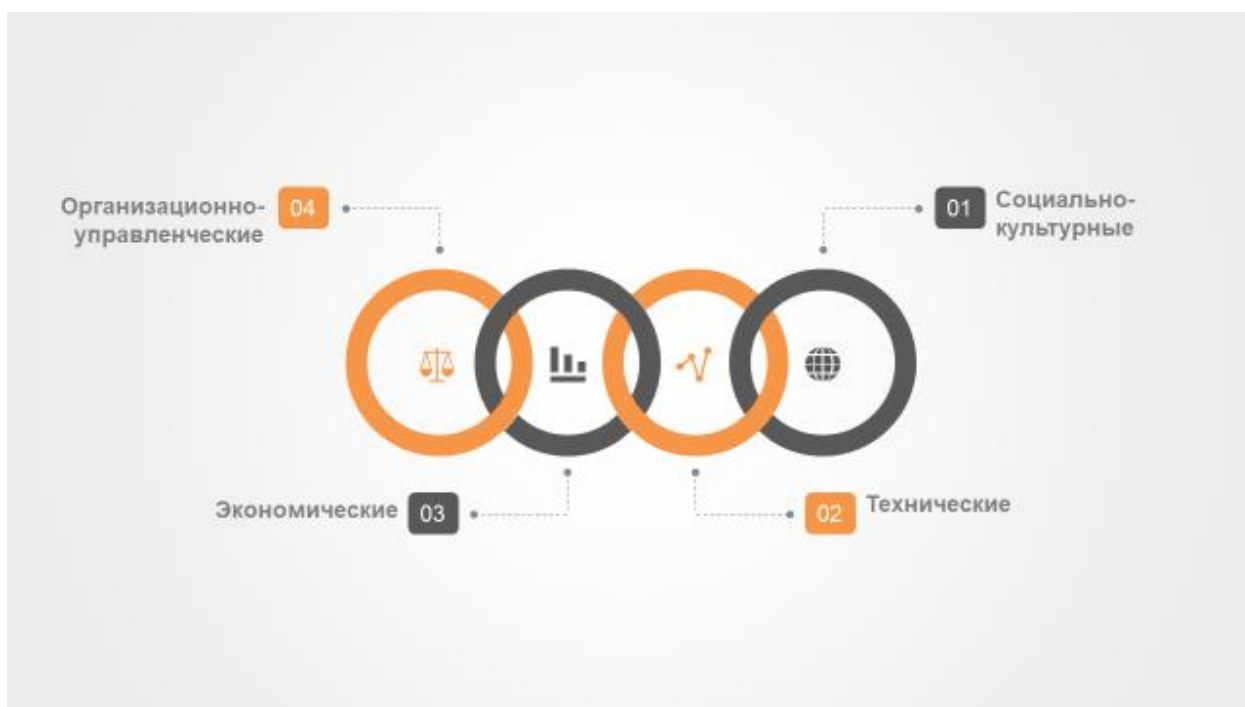 Организационно-
управленческие
04
01
Социально-
культурные
Экономические
03
02
Технические